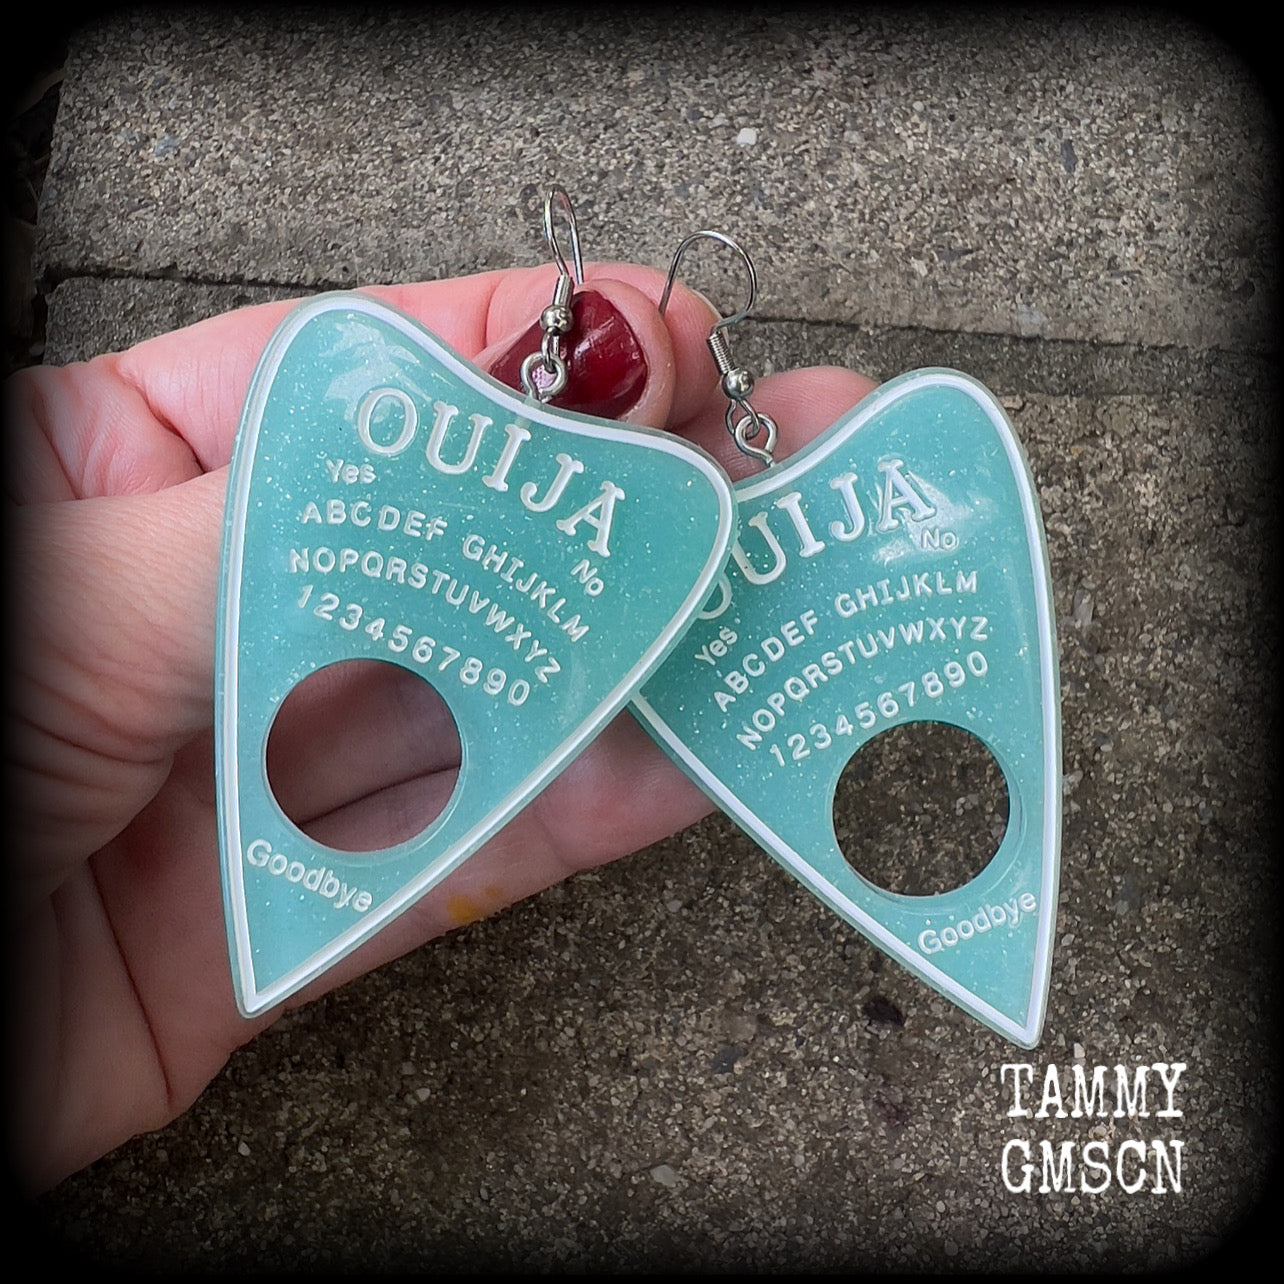 OUIJA
Yes
No
ABCDEF GHIJKLM
NOPQRSTUVWXYZ
1234567890
Goodbye
OUIJA
Yes
No
ABCDEF GHIJKLM
NOPQRSTUVWXYZ
1234567890
Goodbye
TAMMY
GMSCN